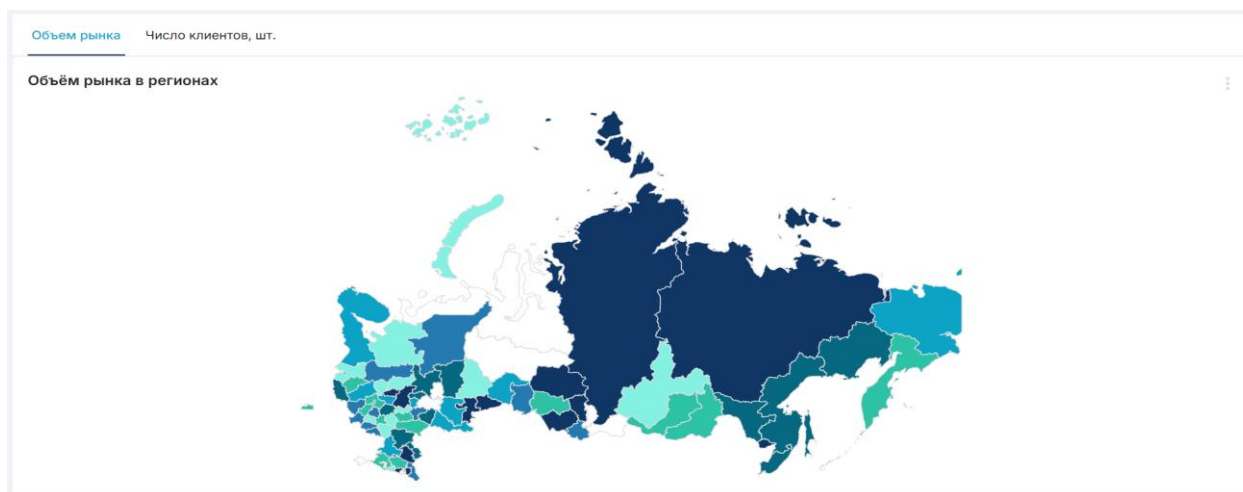 Объем рынка Число клиентов, шт.
Объём рынка в регионах